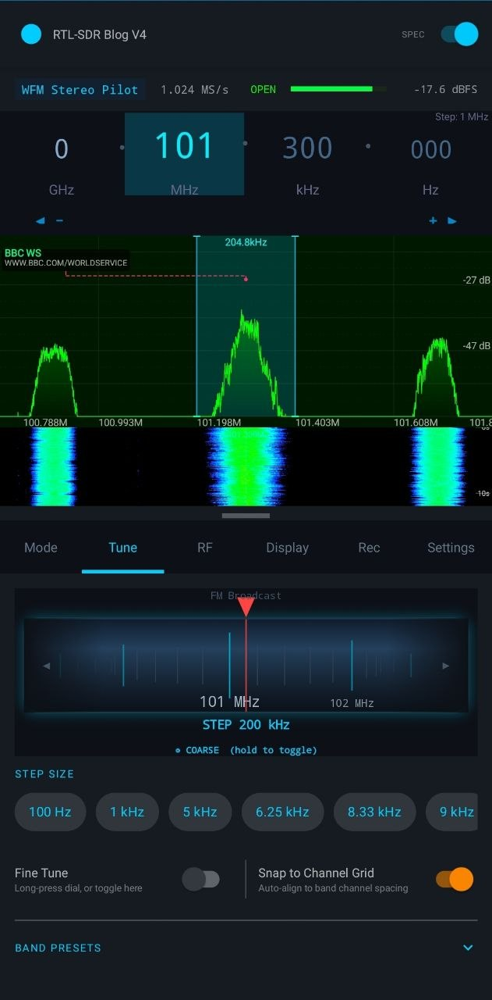 RTL-SDR Blog V4
SPEC
WFM Stereo Pilot 1.024 MS/s OPEN -17.6 dBFS
Step: 1 MHz
0 101 300 000
GHz MHz kHz Hz
◀ − + ▶
204.8kHz
BBC WS
WWW.BBC.COM/WORLDSERVICE
-27 dB
-47 dB
100.788M 100.993M 101.198M 101.403M 101.608M 101.8
0s
10s
Mode Tune RF Display Rec Settings
FM Broadcast
101 MHz 102 MHz
STEP 200 kHz
COARSE (hold to toggle)
STEP SIZE
100 Hz 1 kHz 5 kHz 6.25 kHz 8.33 kHz 9 kHz
Fine Tune
Long-press dial, or toggle here
Snap to Channel Grid
Auto-align to band channel spacing
BAND PRESETS